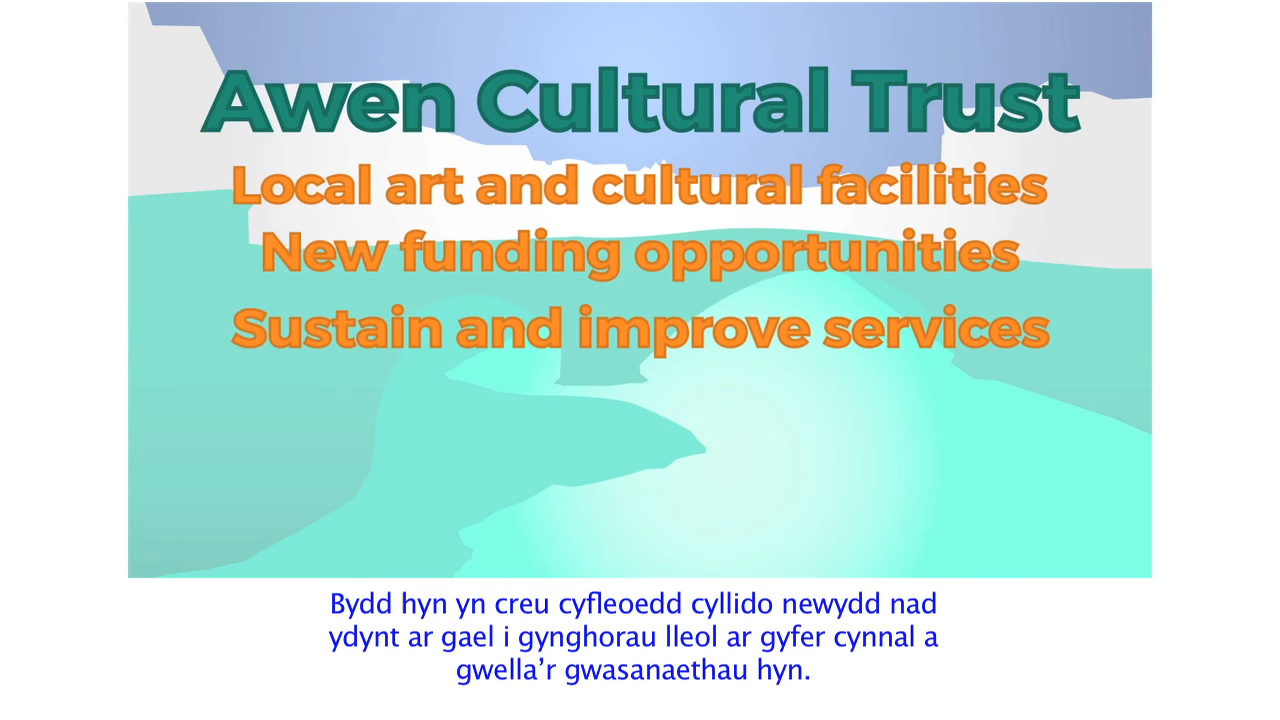 Awen Cultural Trust
Local art and cultural facilities
New funding opportunities
Sustain and improve services
Bydd hyn yn creu cyfleoedd cyllido newydd nad
ydynt ar gael i gynghorau lleol ar gyfer cynnal a
gwella’r gwasanaethau hyn.